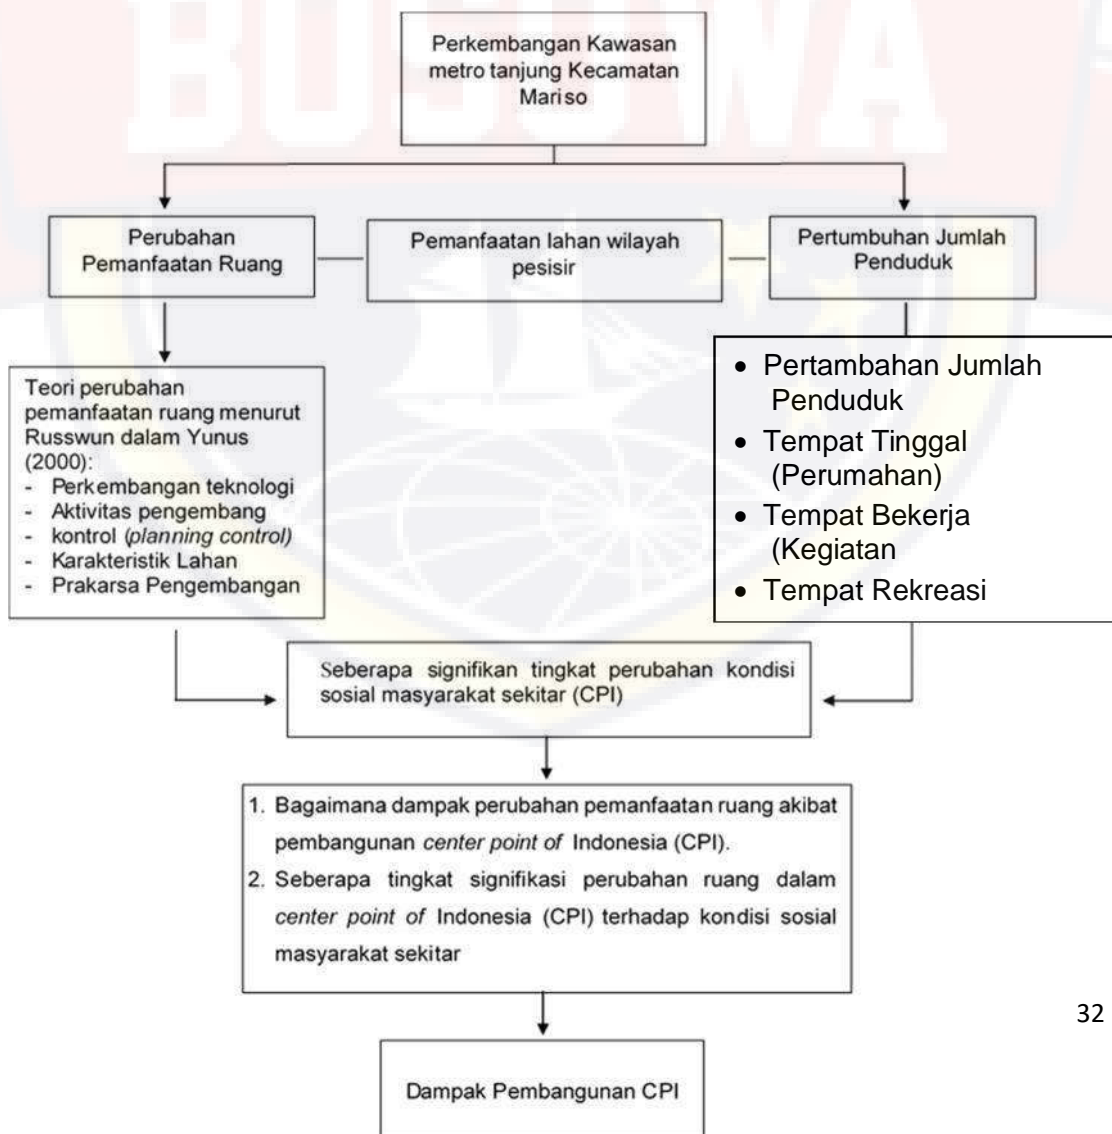 BOSOWA
Perkembangan Kawasan
metro tanjung Kecamatan
Mariso
Perubahan
Pemanfaatan Ruang
Pemanfaatan lahan wilayah
pesisir
Pertumbuhan Jumlah
Penduduk
Teori perubahan
pemanfaatan ruang menurut
Russwun dalam Yunus
(2000):
- Perkembangan teknologi
- Aktivitas pengembang
- kontrol (planning control)
- Karakteristik Lahan
- Prakarsa Pengembangan
• Pertambahan Jumlah
Penduduk
• Tempat Tinggal
(Perumahan)
• Tempat Bekerja
(Kegiatan
• Tempat Rekreasi
Seberapa signifikan tingkat perubahan kondisi
sosial masyarakat sekitar (CPI)
1. Bagaimana dampak perubahan pemanfaatan ruang akibat
pembangunan center point of Indonesia (CPI).
2. Seberapa tingkat signifikasi perubahan ruang dalam
center point of Indonesia (CPI) terhadap kondisi sosial
masyarakat sekitar
32
Dampak Pembangunan CPI